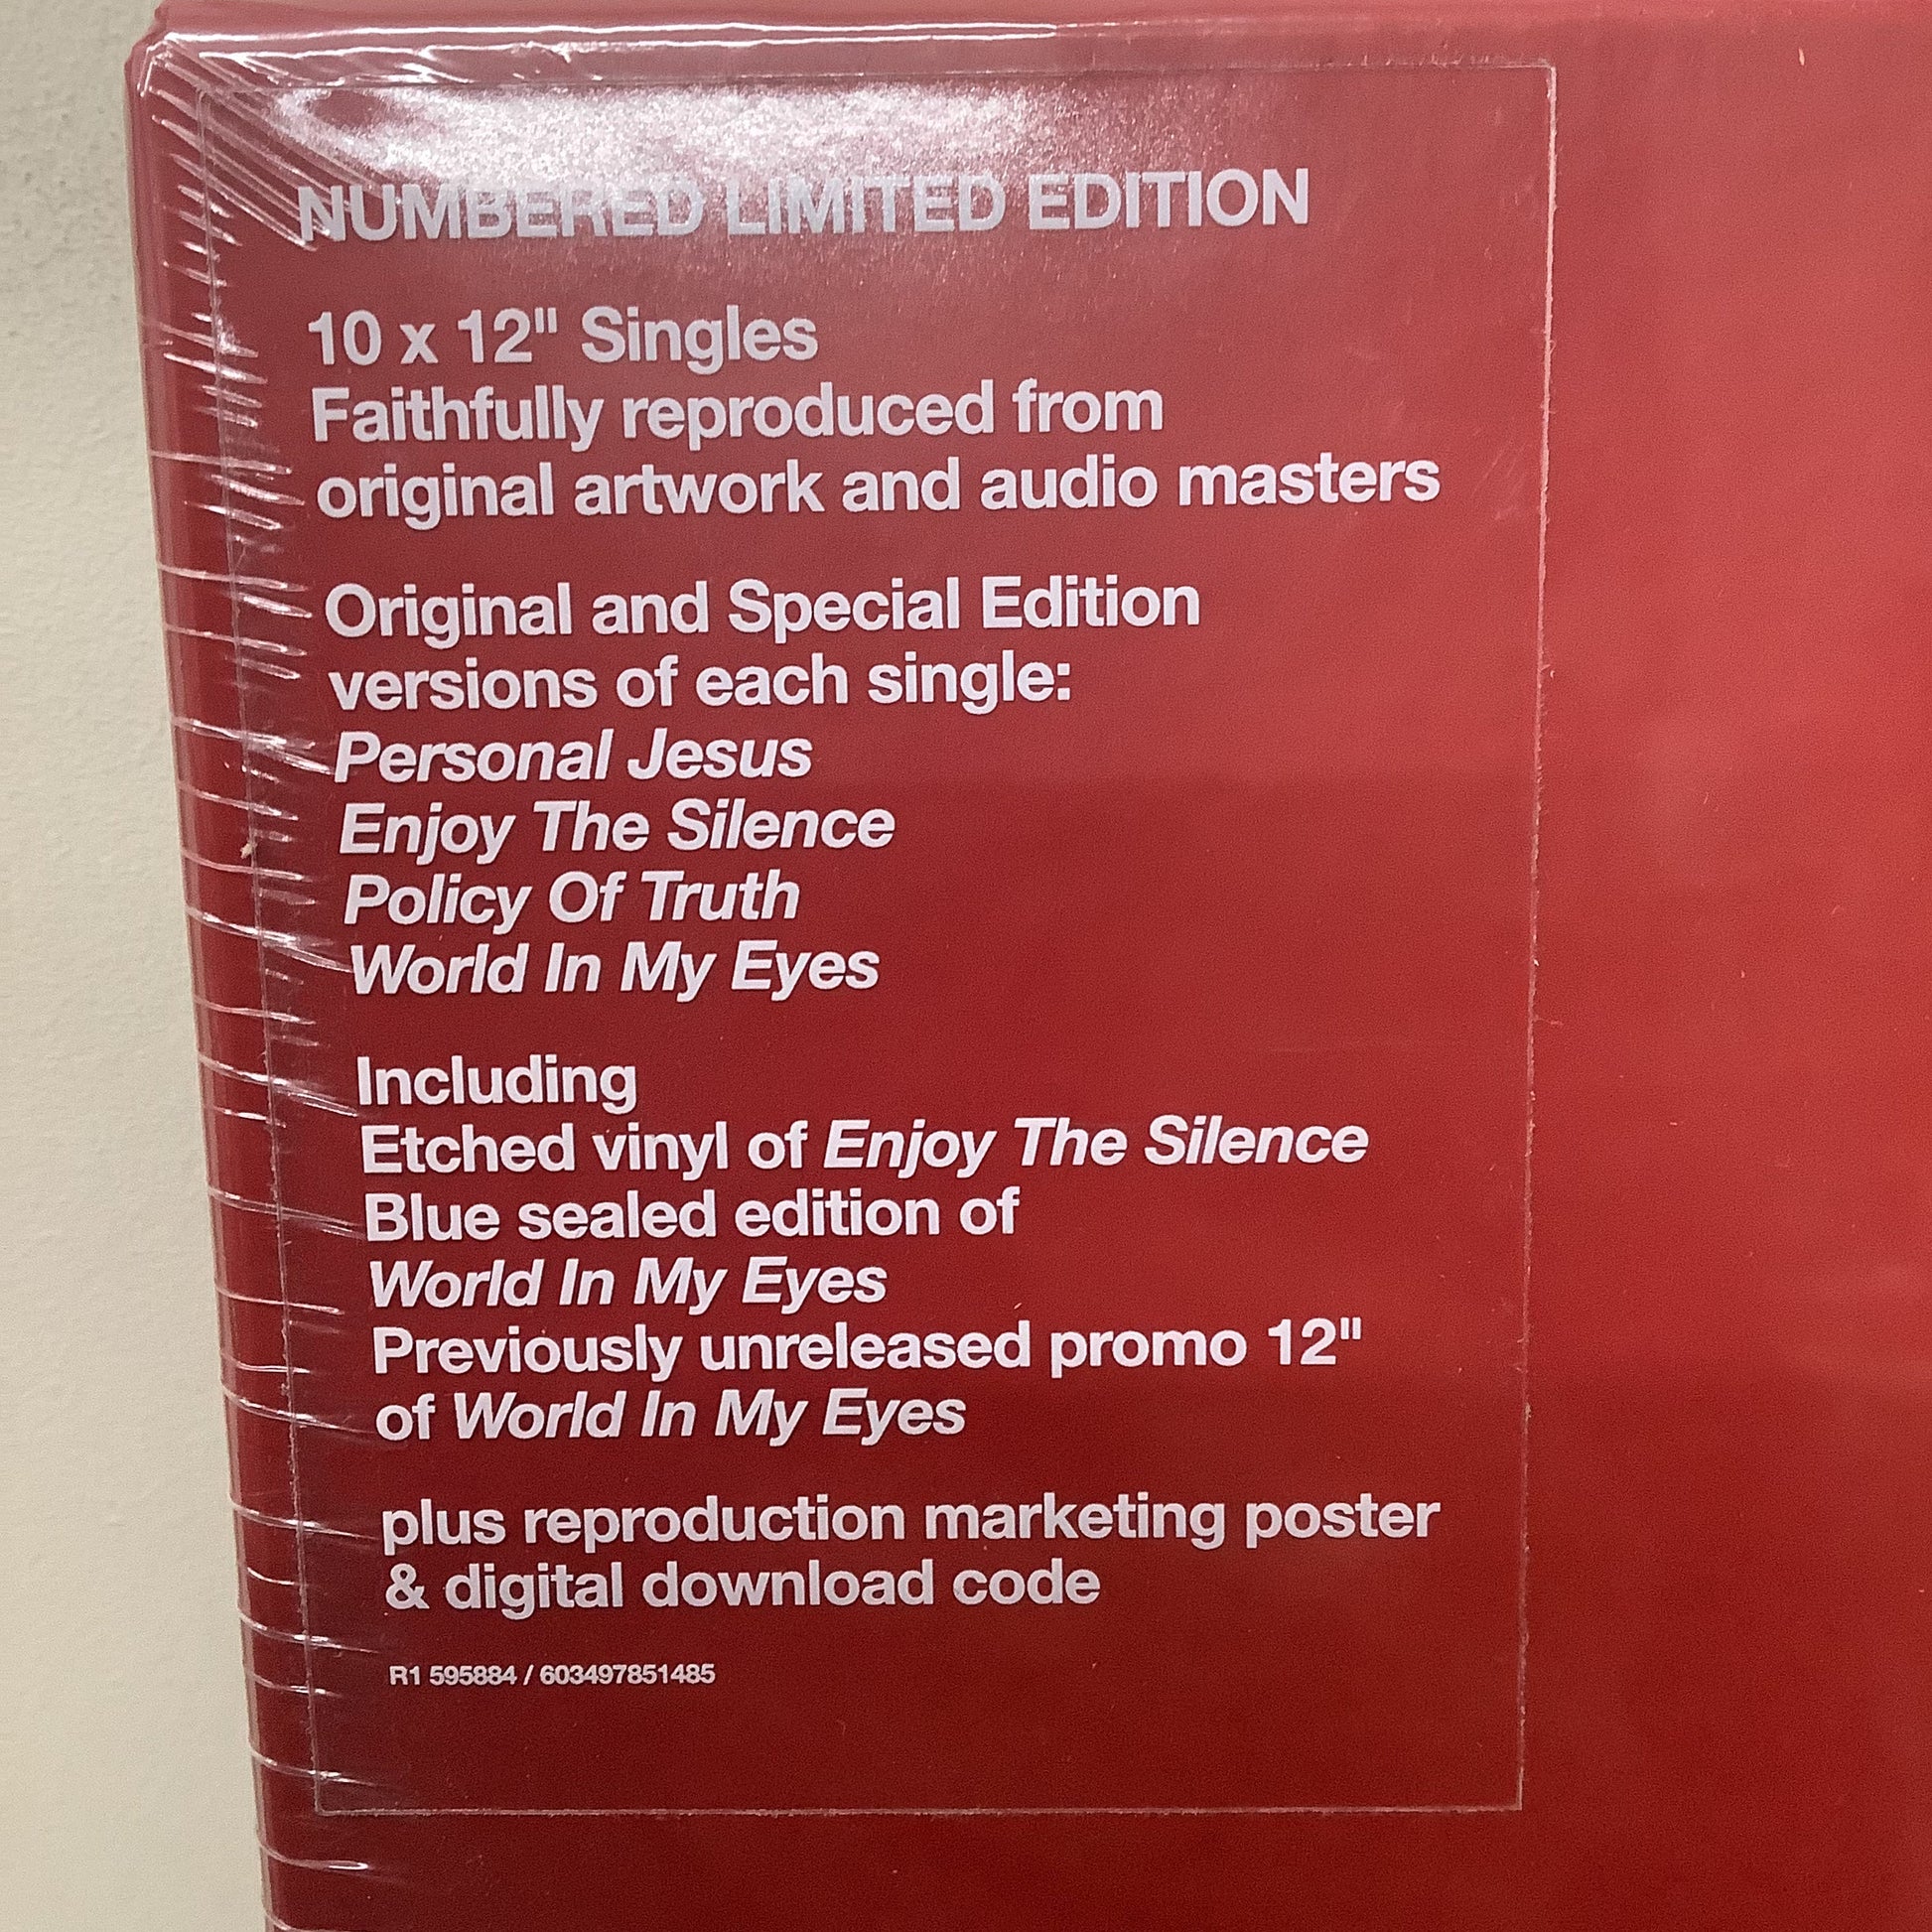 NUMBERED LIMITED EDITION
10 x 12" Singles
Faithfully reproduced from
original artwork and audio masters
Original and Special Edition
versions of each single:
Personal Jesus
Enjoy The Silence
Policy Of Truth
World In My Eyes
Including
Etched vinyl of Enjoy The Silence
Blue sealed edition of
World In My Eyes
Previously unreleased promo 12"
of World In My Eyes
plus reproduction marketing poster
& digital download code
R1 595884 / 603497851485